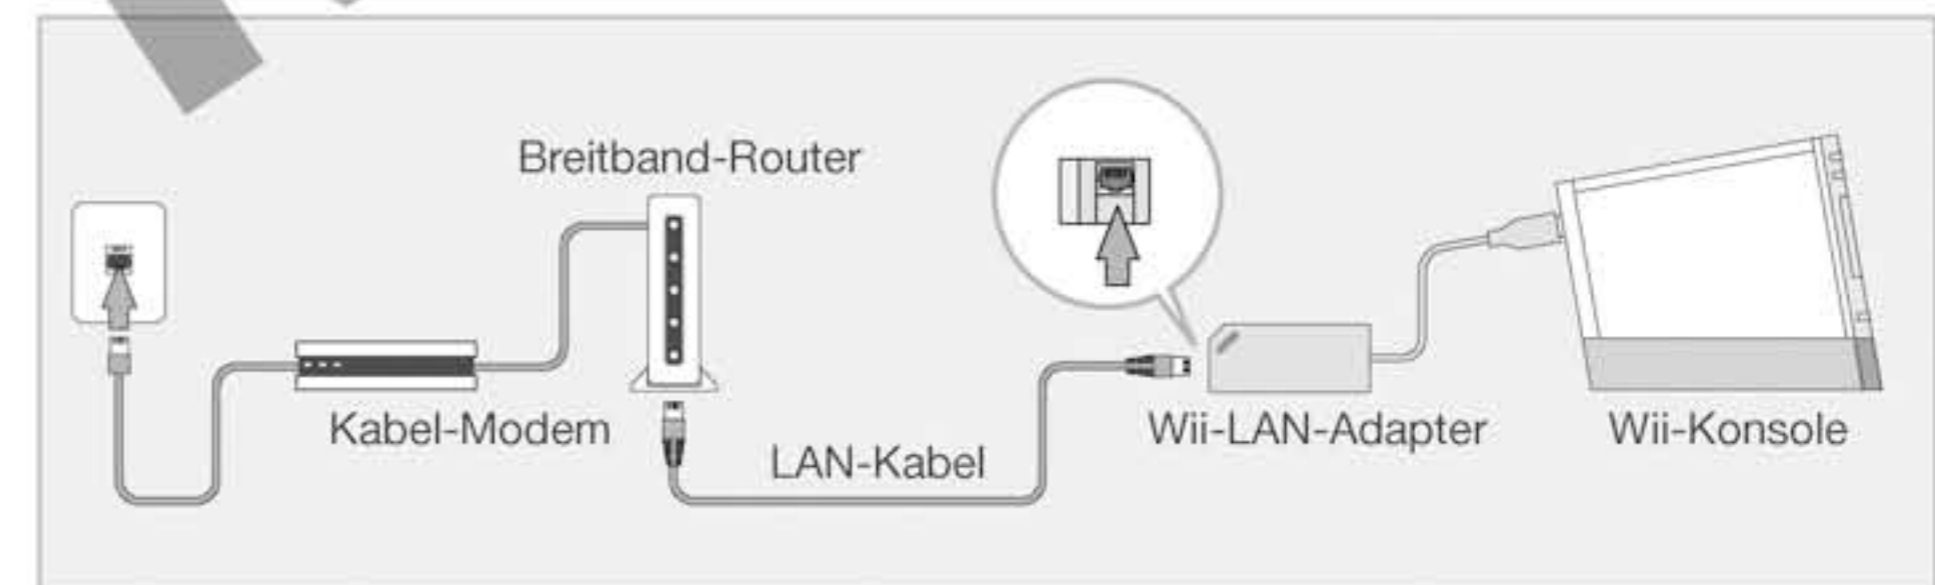 Breitband-Router
Kabel-Modem
LAN-Kabel
Wii-LAN-Adapter
Wii-Konsole